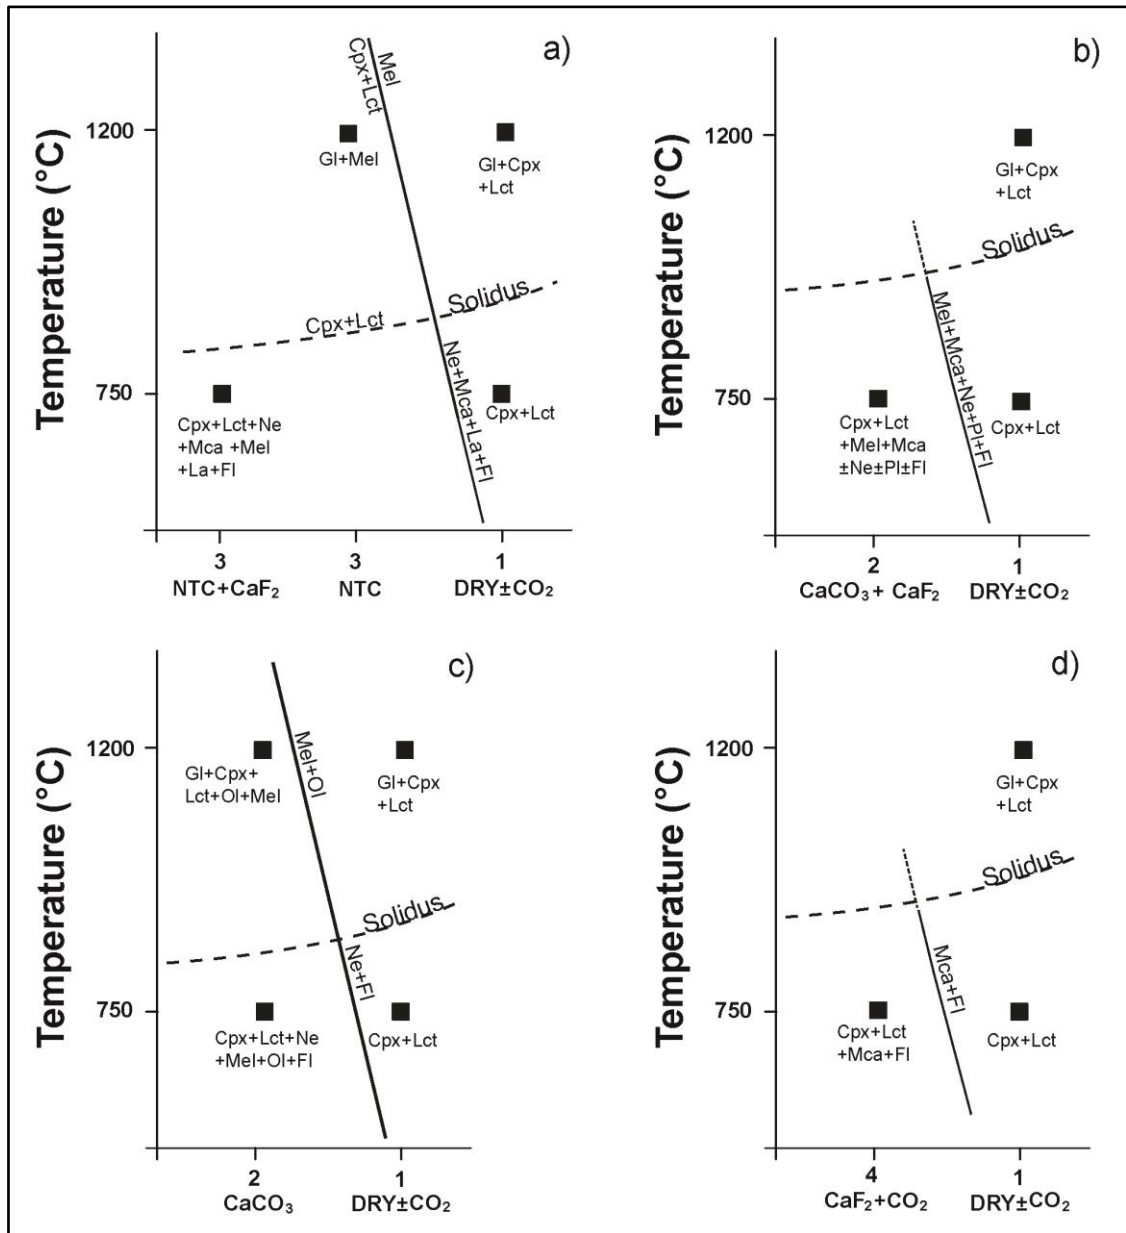 a)
Temperature (°C)
1200
750
Mel
Cpx+Lct
Gl+Mel
Gl+Cpx
+Lct
Solidus
Cpx+Lct
Ne+Mca+La+Fl
Cpx+Lct+Ne
+Mca +Mel
+La+Fl
Cpx+Lct
3
NTC+CaF₂
3
NTC
1
DRY±CO₂
b)
Temperature (°C)
1200
750
Gl+Cpx
+Lct
Solidus
Mel+Mca+Ne+Pl+Fl
Cpx+Lct
+Mel+Mca
±Ne±Pl±Fl
Cpx+Lct
2
CaCO₃+ CaF₂
1
DRY±CO₂
c)
Temperature (°C)
1200
750
Mel+Ol
Gl+Cpx+
Lct+Ol+Mel
Gl+Cpx
+Lct
Solidus
Ne+Fl
Cpx+Lct+Ne
+Mel+Ol+Fl
Cpx+Lct
2
CaCO₃
1
DRY±CO₂
d)
Temperature (°C)
1200
750
Gl+Cpx
+Lct
Solidus
Mca+Fl
Cpx+Lct
+Mca+Fl
Cpx+Lct
4
CaF₂+CO₂
1
DRY±CO₂